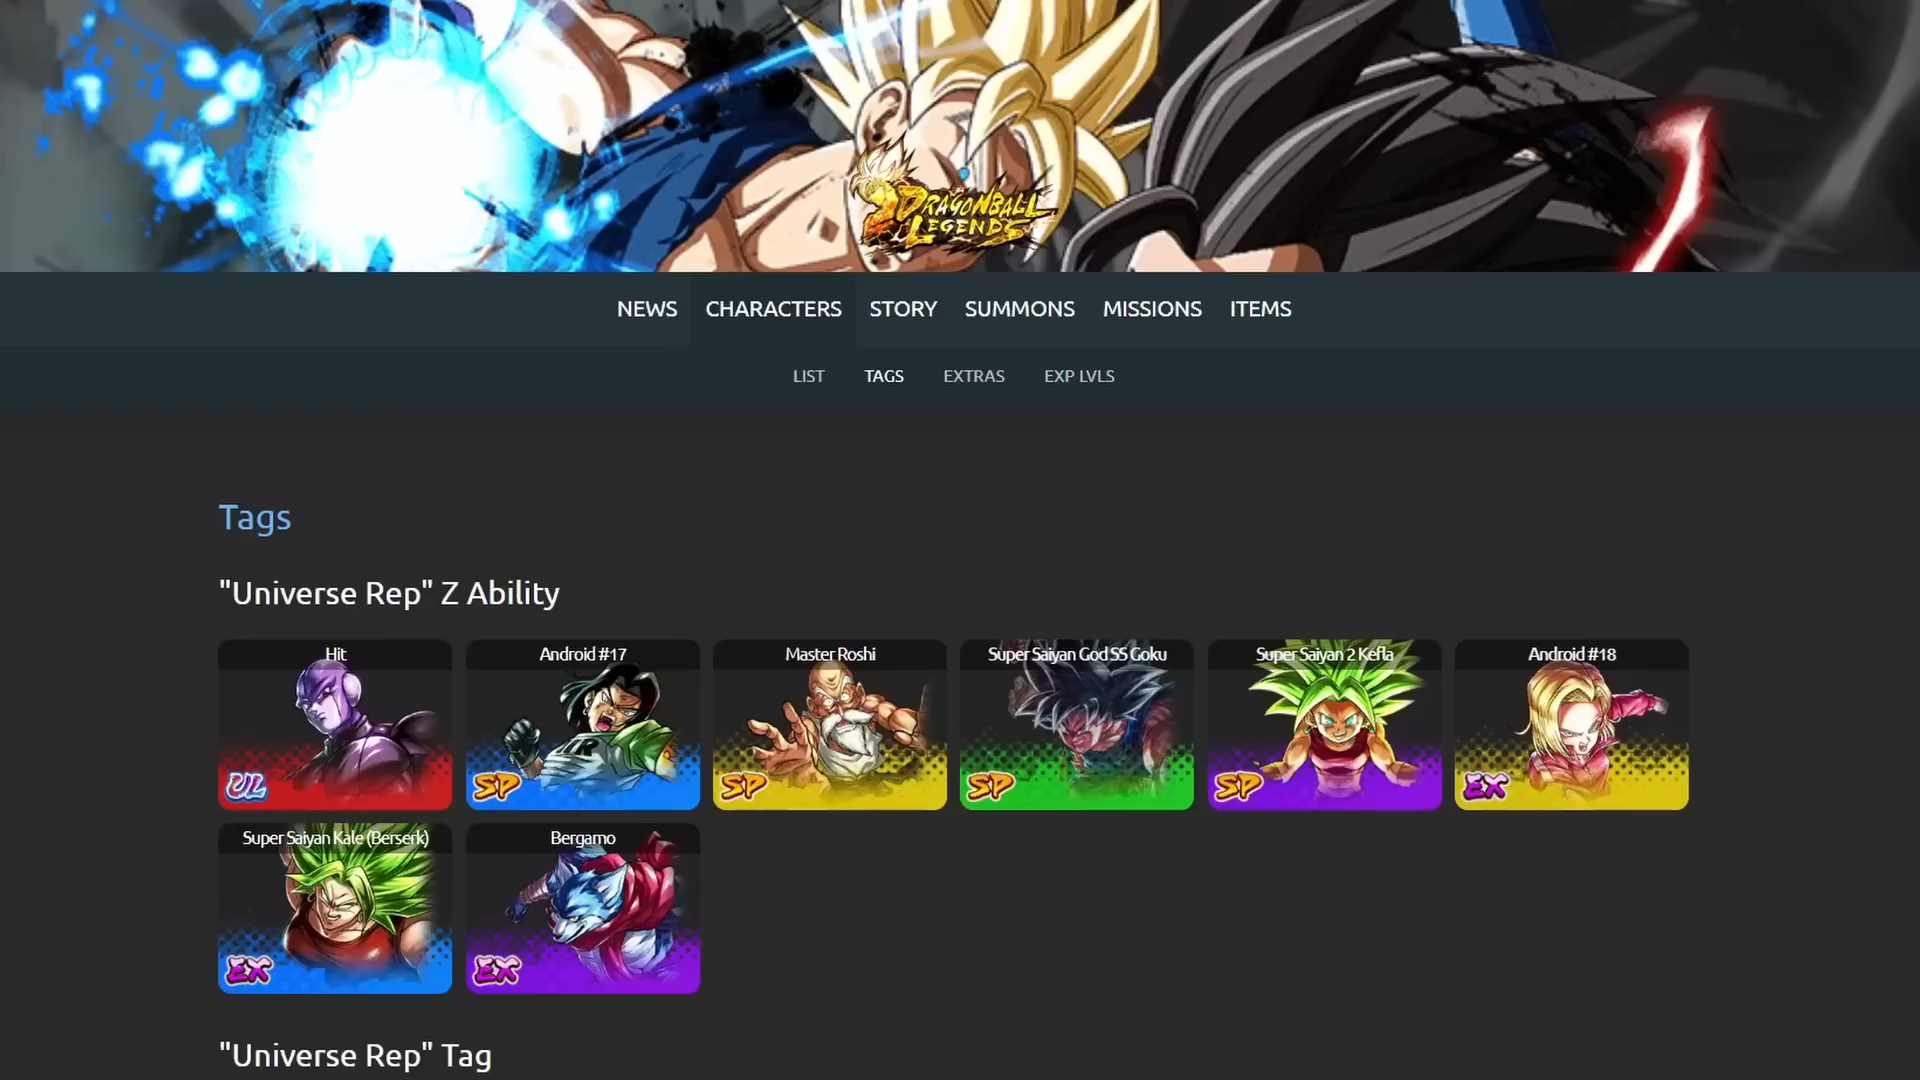 DRAGONBALL
LEGENDS
NEWS CHARACTERS STORY SUMMONS MISSIONS ITEMS
LIST TAGS EXTRAS EXP LVLS
Tags
"Universe Rep" Z Ability
Hit Android #17 Master Roshi Super Saiyan God SS Goku Super Saiyan 2 Kefla Android #18
UL SP SP SP SP EX
Super Saiyan Kale (Berserk) Bergamo
EX EX
"Universe Rep" Tag